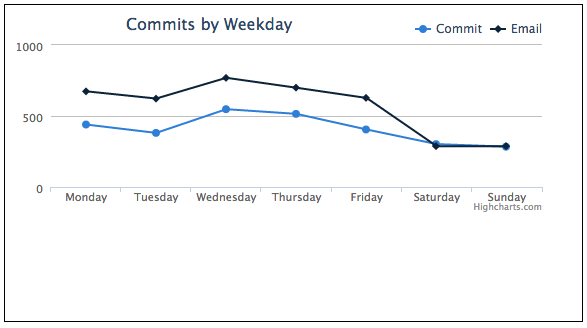 Commits by Weekday
Commit Email
1000
500
0
Monday Tuesday Wednesday Thursday Friday Saturday Sunday
Highcharts.com